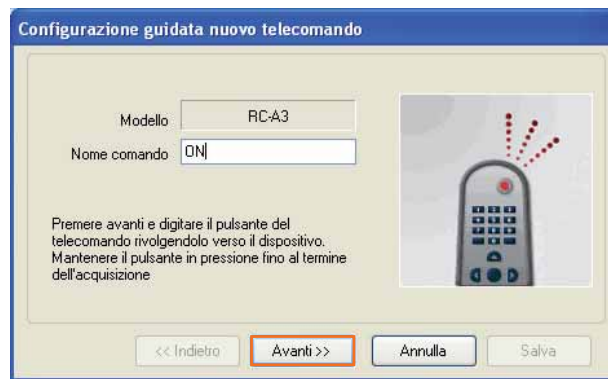 Configurazione guidata nuovo telecomando
Modello RC-A3
Nome comando ON
Premere avanti e digitare il pulsante del
telecomando rivolgendolo verso il dispositivo.
Mantenere il pulsante in pressione fino al termine
dell'acquisizione
<< Indietro Avanti >> Annulla Salva